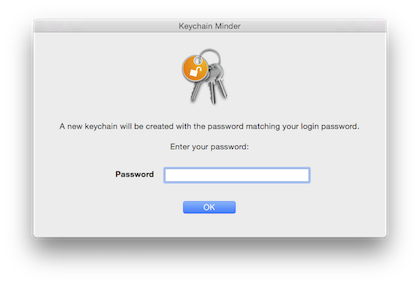 Keychain Minder
A new keychain will be created with the password matching your login password.
Enter your password:
Password
OK